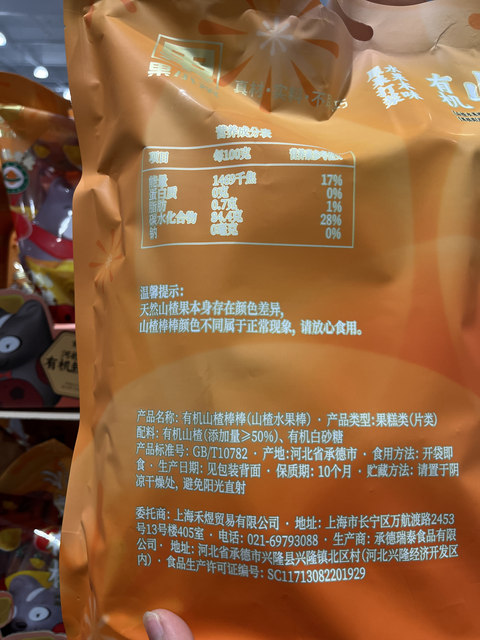 果
水果本味
有机山
营养成分表
项目 每100克 营养素参考值%
能量 1469千焦 17%
蛋白质 0克 0%
脂肪 0.7克 1%
碳水化合物 84.4克 28%
钠 0毫克 0%
温馨提示:
天然山楂果本身存在颜色差异,
山楂棒棒颜色不同属于正常现象, 请放心食用。
产品名称: 有机山楂棒棒(山楂水果棒) · 产品类型: 果糕类(片类)
配料: 有机山楂(添加量≥50%)、有机白砂糖
产品标准号: GB/T10782 · 产地: 河北省承德市 · 食用方法: 开袋即
食 · 生产日期: 见包装背面 · 保质期: 10个月 · 贮藏方法: 请置于阴
凉干燥处, 避免阳光直射
委托商: 上海禾煜贸易有限公司 · 地址: 上海市长宁区万航渡路2453
号13号楼405室 · 电话: 021-69793088 · 生产商: 承德瑞泰食品有限
公司 · 地址: 河北省承德市兴隆县兴隆镇北区村(河北兴隆经济开发区
内) · 食品生产许可证编号: SC11713082201929
有机